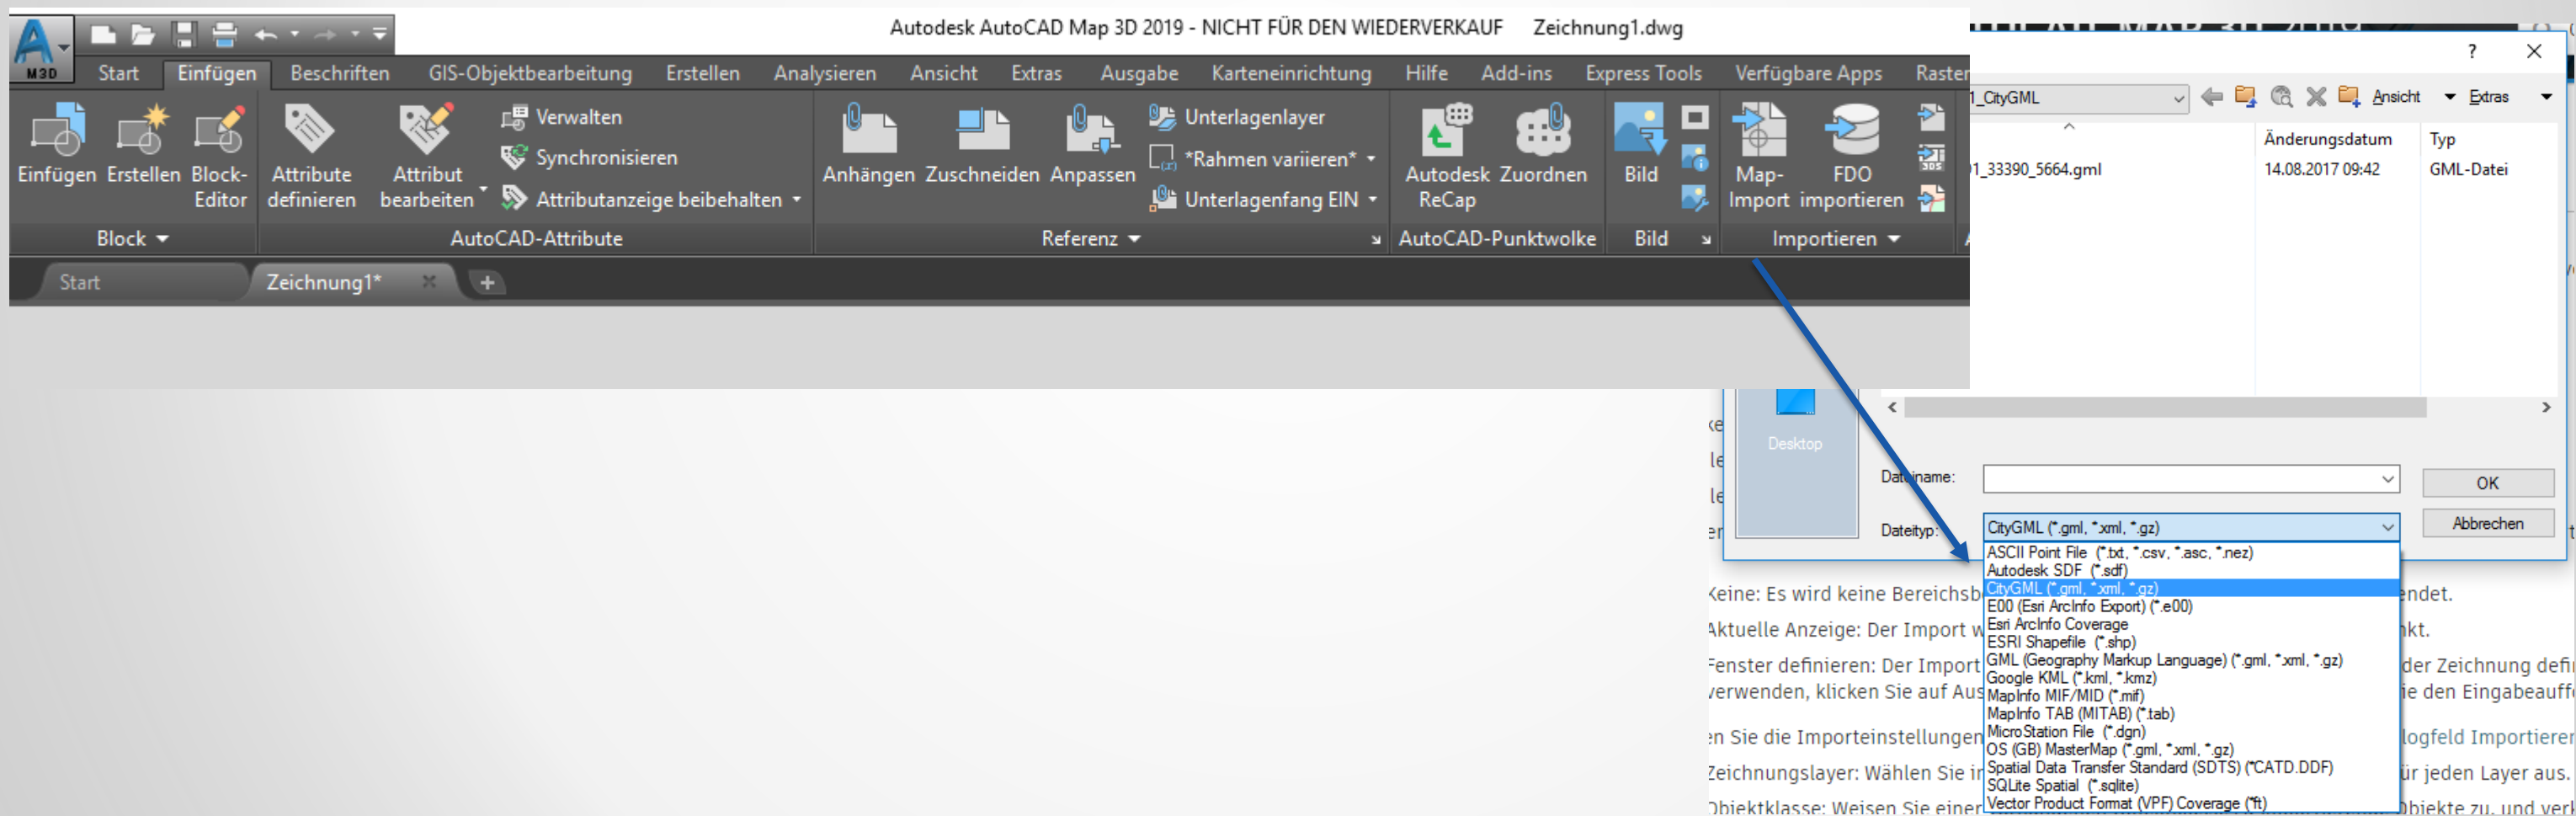 Autodesk AutoCAD Map 3D 2019 - NICHT FÜR DEN WIEDERVERKAUF Zeichnung1.dwg
M3D
Start Einfügen Beschriften GIS-Objektbearbeitung Erstellen Analysieren Ansicht Extras Ausgabe Karteneinrichtung Hilfe Add-ins Express Tools Verfügbare Apps Raster
Einfügen
Erstellen
Block-
Editor
Block
Attribute
definieren
Attribut
bearbeiten
Verwalten
Synchronisieren
Attributanzeige beibehalten
AutoCAD-Attribute
Anhängen
Zuschneiden
Anpassen
Unterlagenlayer
*Rahmen variieren*
Unterlagenfang EIN
Referenz
Autodesk
ReCap
Zuordnen
AutoCAD-Punktwolke
Bild
Bild
Map-
Import
FDO
importieren
3DS
Importieren
Start
Zeichnung1*
?
1_CityGML
Ansicht
Extras
Änderungsdatum Typ
1_33390_5664.gml 14.08.2017 09:42 GML-Datei
Desktop
Dateiname:
OK
Dateityp:
CityGML (*.gml, *.xml, *.gz)
Abbrechen
ASCII Point File (*.txt, *.csv, *.asc, *.nez)
Autodesk SDF (*.sdf)
CityGML (*.gml, *.xml, *.gz)
E00 (Esri ArcInfo Export) (*.e00)
Esri ArcInfo Coverage
ESRI Shapefile (*.shp)
GML (Geography Markup Language) (*.gml, *.xml, *.gz)
Google KML (*.kml, *.kmz)
MapInfo MIF/MID (*.mif)
MapInfo TAB (MITAB) (*.tab)
MicroStation File (*.dgn)
OS (GB) MasterMap (*.gml, *.xml, *.gz)
Spatial Data Transfer Standard (SDTS) (*CATD.DDF)
SQLite Spatial (*.sqlite)
Vector Product Format (VPF) Coverage (*ft)
Keine: Es wird keine Bereichsb endet.
Aktuelle Anzeige: Der Import w nkt.
Fenster definieren: Der Import der Zeichnung defi
verwenden, klicken Sie auf Aus ie den Eingabeauff
en Sie die Importeinstellungen logfeld Importieren
Zeichnungslayer: Wählen Sie in ür jeden Layer aus.
Objektklasse: Weisen Sie einer Objekte zu, und verk